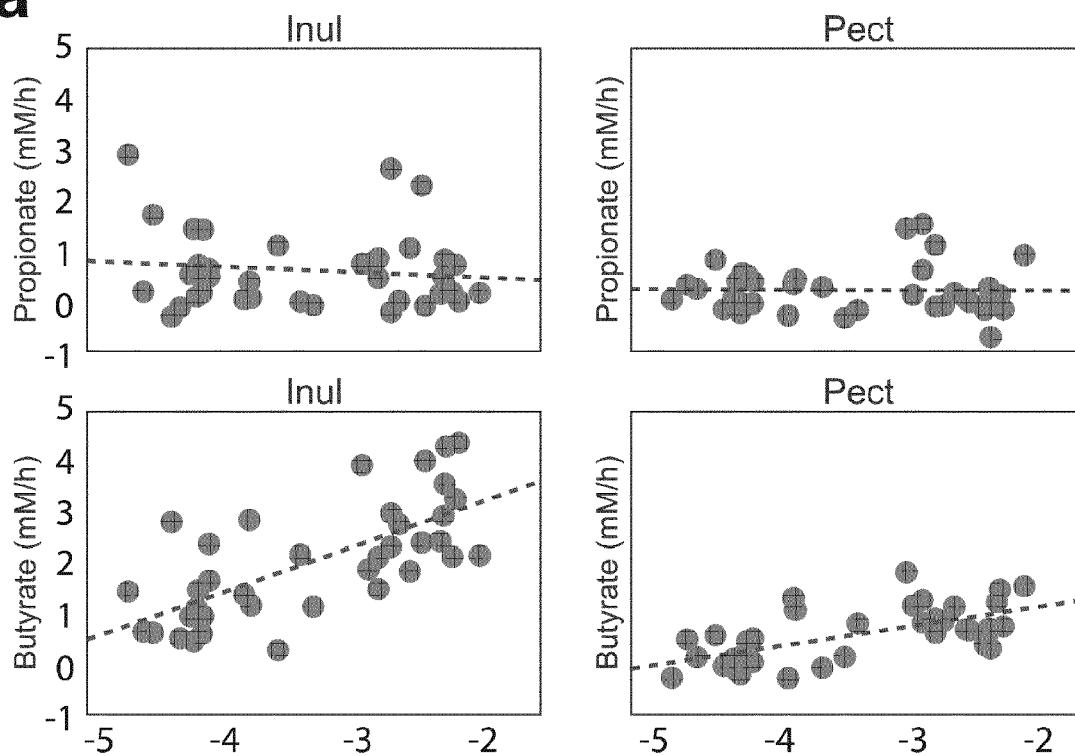 a
Inul
Pect
Propionate (mM/h)
5
4
3
2
1
0
-1
Propionate (mM/h)
Inul
Pect
Butyrate (mM/h)
5
4
3
2
1
0
-1
Butyrate (mM/h)
-5 -4 -3 -2
-5 -4 -3 -2